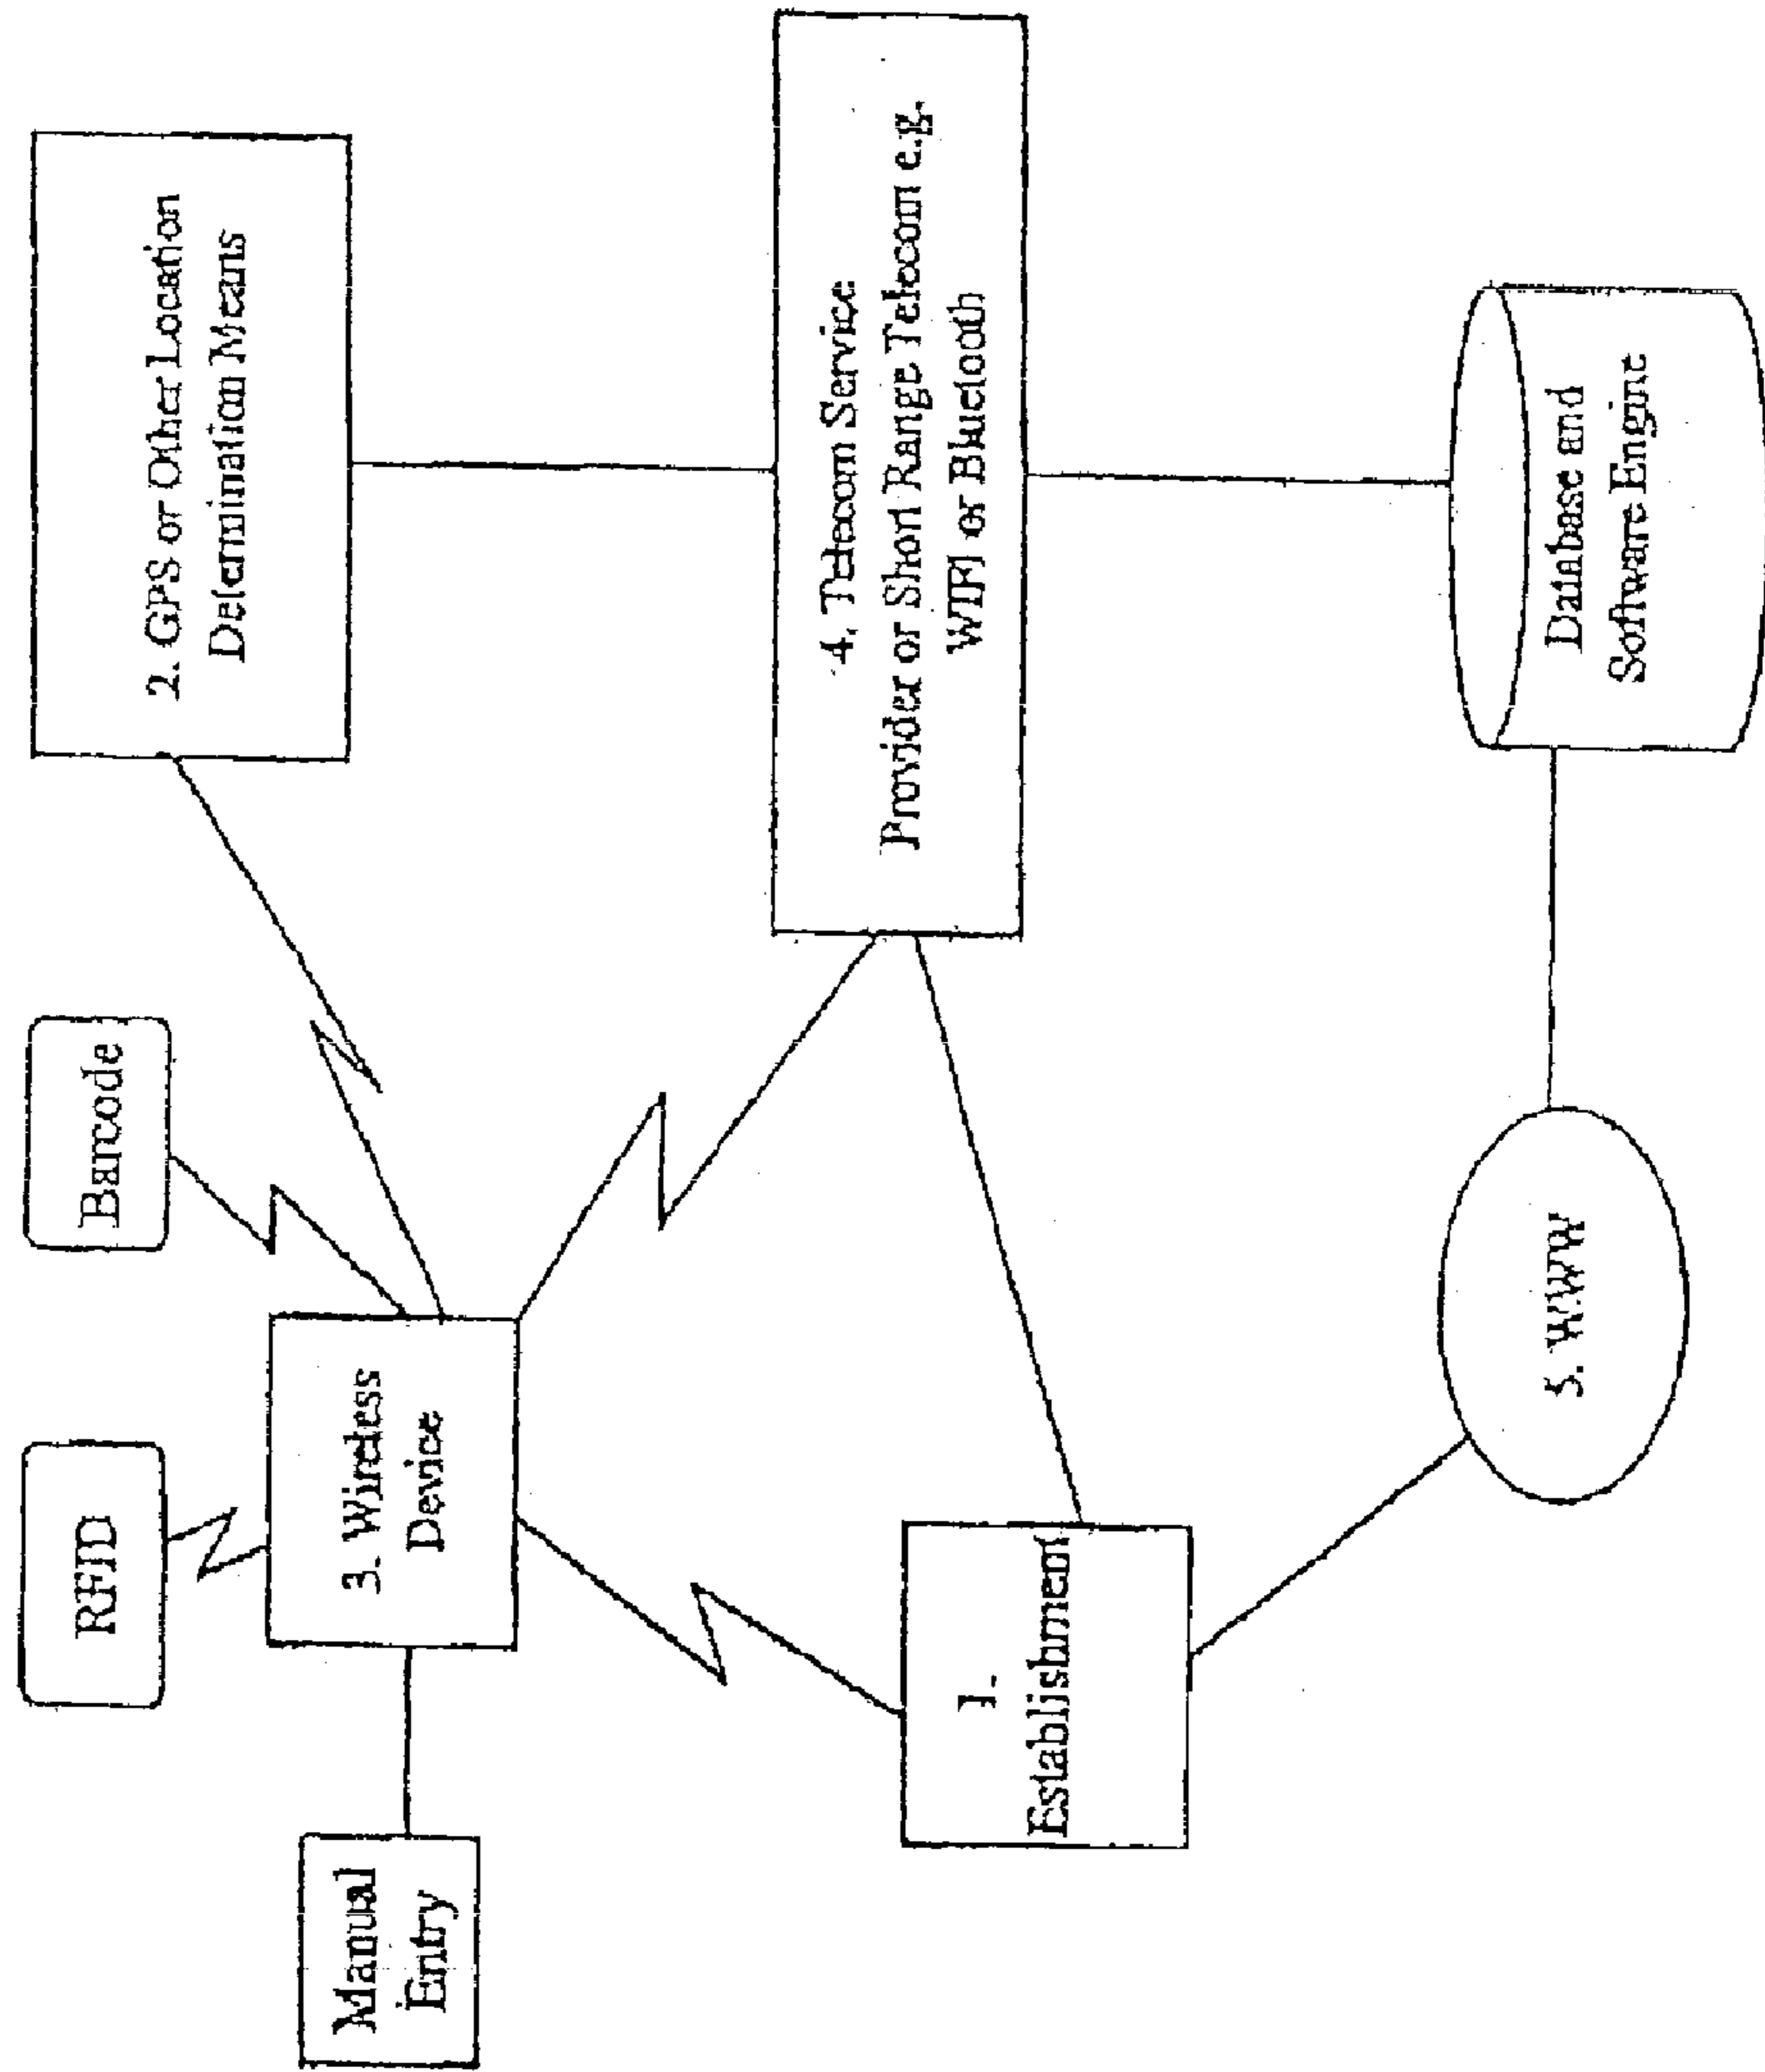 RFID
Barcode
2. GPS or Other Location
Determination Means
Manual
Entry
3. Wireless
Device
4. Telecom Service
Provider or Short Range Telecom e.g.
WIFI or Bluetooth
1.
Establishment
5. WWW
Database and
Software Engine